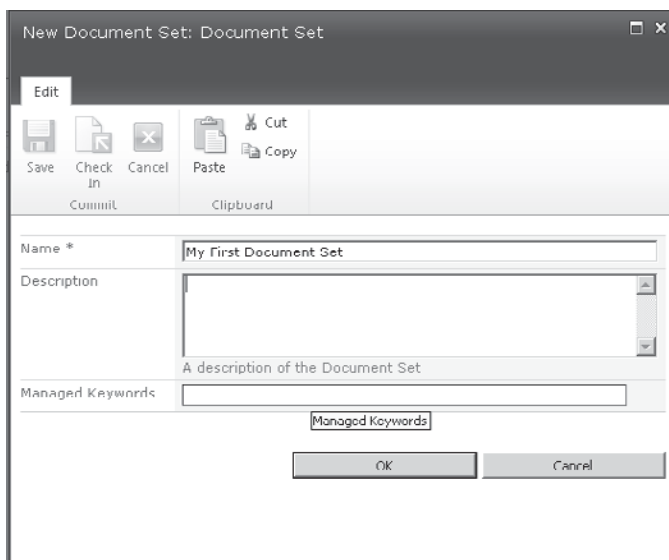 New Document Set: Document Set
Edit
Save
Check In
Cancel
Paste
Cut
Copy
Commit
Clipboard
Name *
My First Document Set
Description
A description of the Document Set
Managed Keywords
Managed Keywords
OK
Cancel